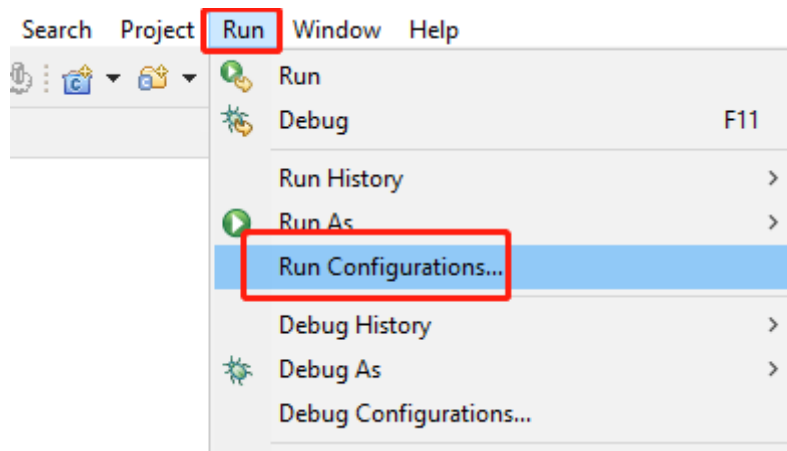 Search Project Run Window Help
Run
Debug F11
Run History
Run As
Run Configurations...
Debug History
Debug As
Debug Configurations...